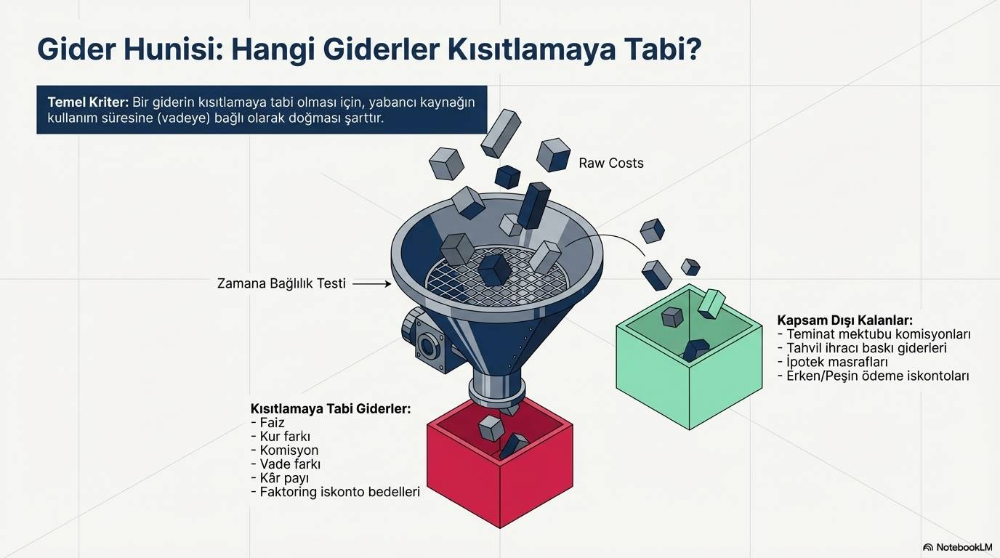 Gider Hunisi: Hangi Giderler Kısıtlamaya Tabi?
Temel Kriter: Bir giderin kısıtlamaya tabi olması için, yabancı kaynağın
kullanım süresine (vadeye) bağlı olarak doğması şarttır.
Raw Costs
Zamana Bağlılık Testi
Kapsam Dışı Kalanlar:
- Teminat mektubu komisyonları
- Tahvil ihracı baskı giderleri
- İpotek masrafları
- Erken/Peşin ödeme iskontoları
Kısıtlamaya Tabi Giderler:
- Faiz
- Kur farkı
- Komisyon
- Vade farkı
- Kâr payı
- Faktoring iskonto bedelleri
NotebookLM